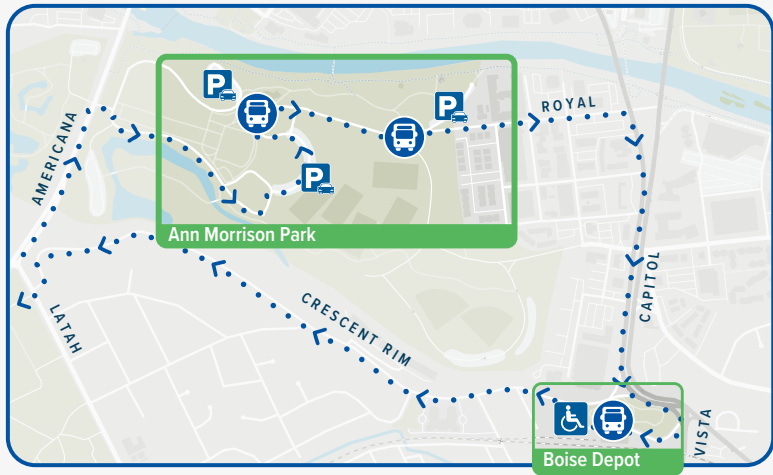 P
P
ROYAL
AMERICANA
P
Ann Morrison Park
CAPITOL
LATAH
CRESCENT RIM
VISTA
Boise Depot